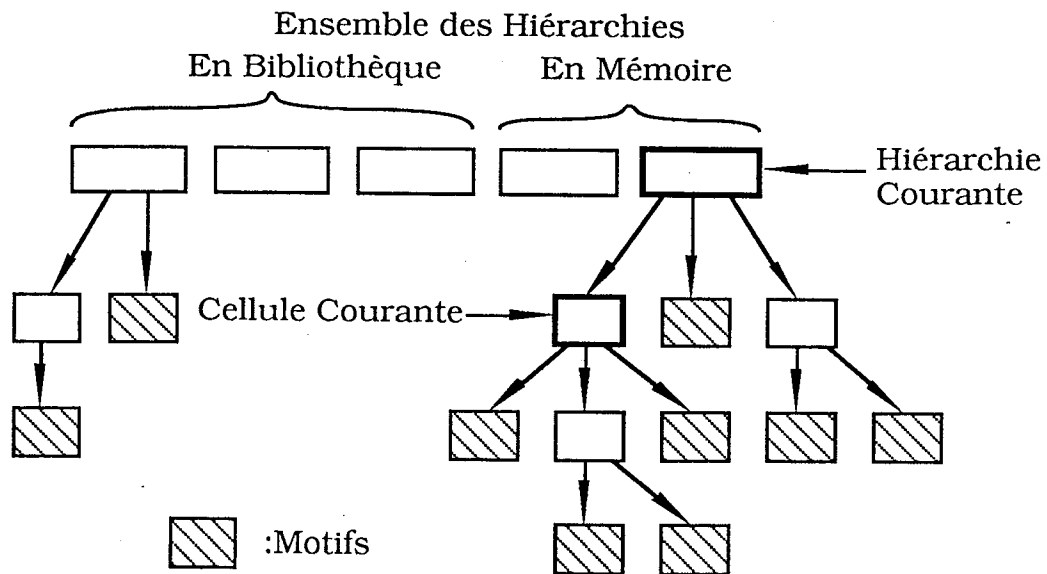 Ensemble des Hiérarchies
En Bibliothèque
En Mémoire
Hiérarchie
Courante
Cellule Courante
:Motifs